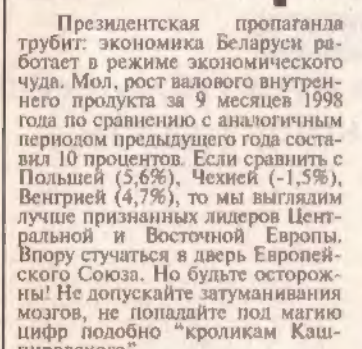 Президентская пропаганда
трубит: экономика Беларуси ра-
ботает в режиме экономического
чуда. Мол, рост валового внутрен-
него продукта за 9 месяцев 1998
года по сравнению с аналогичным
периодом предыдущего года соста-
вил 10 процентов. Если сравнить с
Польшей (5,6%), Чехией (-1,5%),
Венгрией (4,7%), то мы выглядим
лучше признанных лидеров Цент-
ральной и Восточной Европы.
Впору стучаться в дверь Европей-
ского Союза. Но будьте осторож-
ны! Не допускайте затуманивания
мозгов, не попадайте под магию
цифр подобно "кроликам Каш-